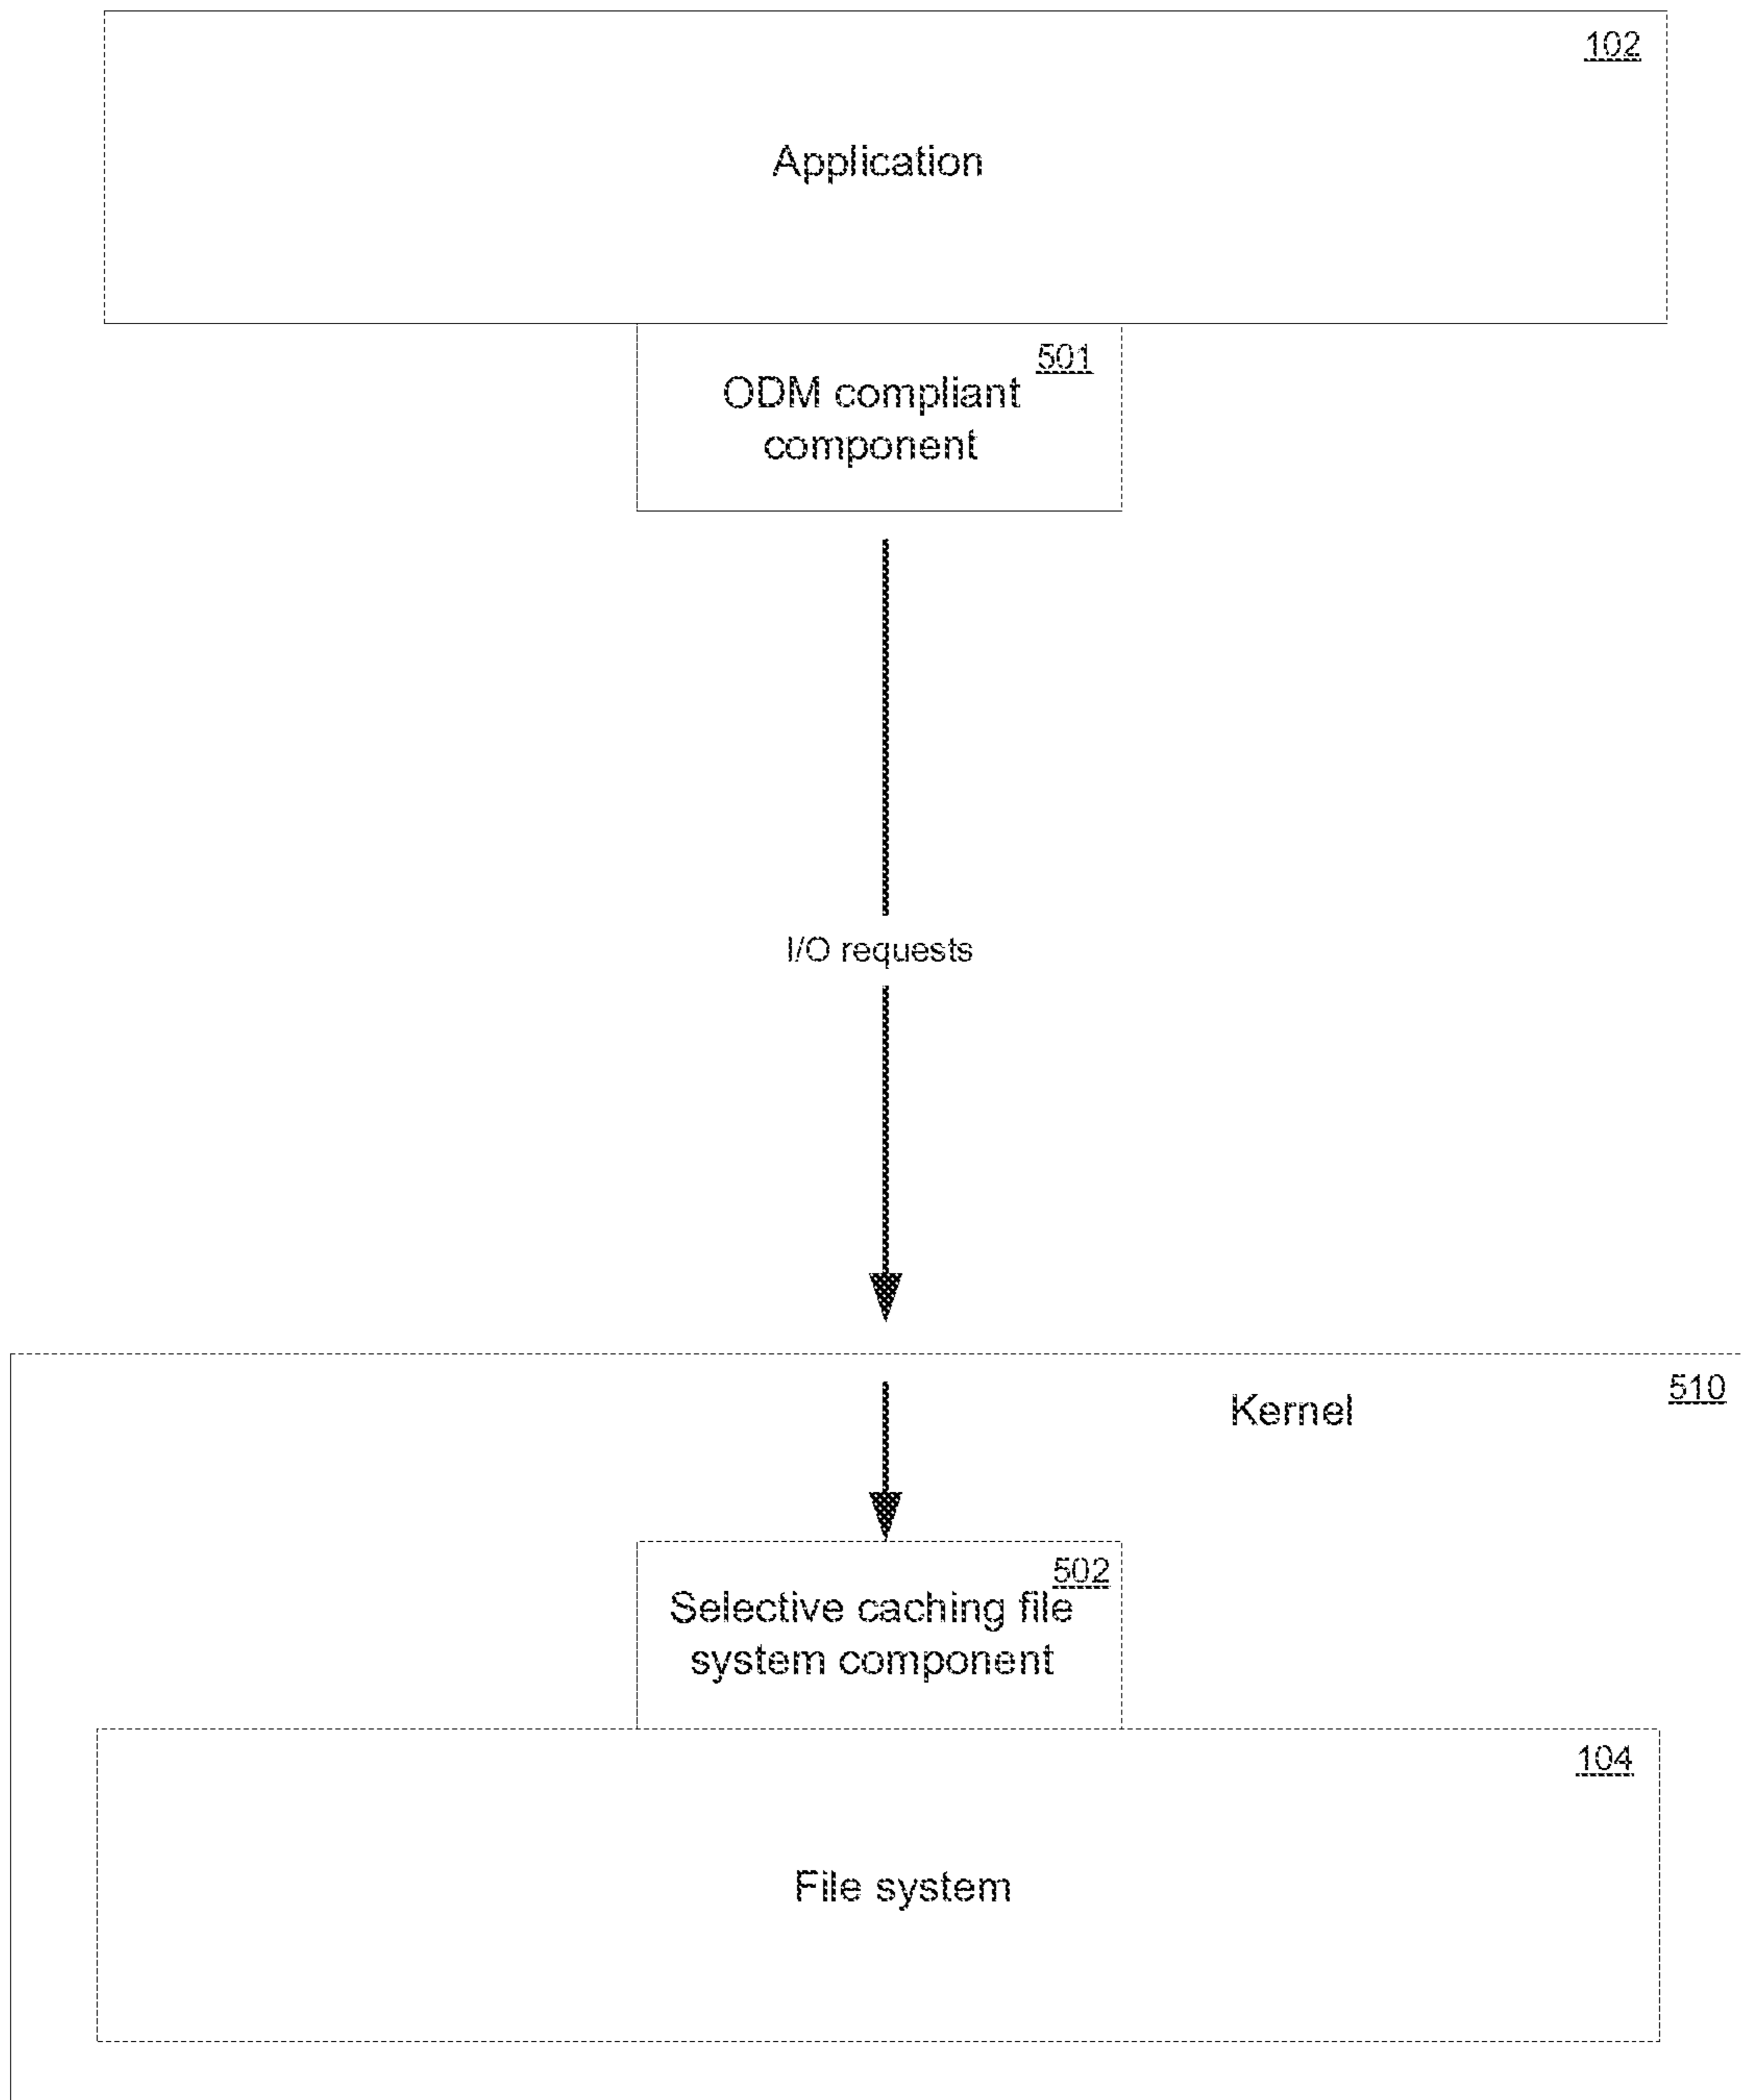 102
Application
501
ODM compliant
component
I/O requests
510
Kernel
502
Selective caching file
system component
104
File system